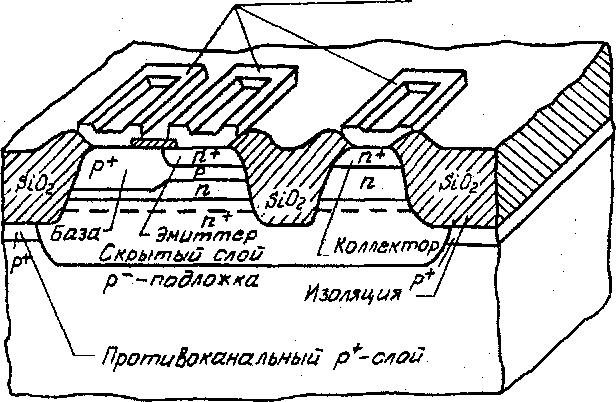 p+ n+ n+
p
SiO₂ n n SiO₂
SiO₂
n+
База Эмиттер Коллектор
Скрытый слой
p+ p⁻-подложка Изоляция p+
Противоканальный p+-слой